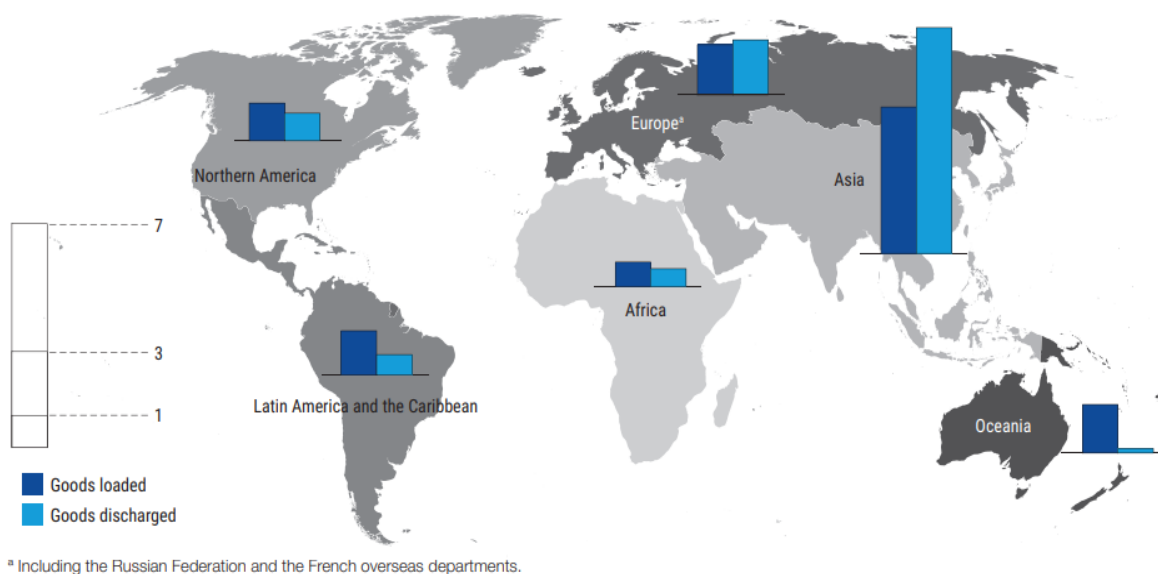 Europeᵃ
Northern America
Asia
7
Africa
3
Latin America and the Caribbean
1
Oceania
Goods loaded
Goods discharged
ᵃ Including the Russian Federation and the French overseas departments.